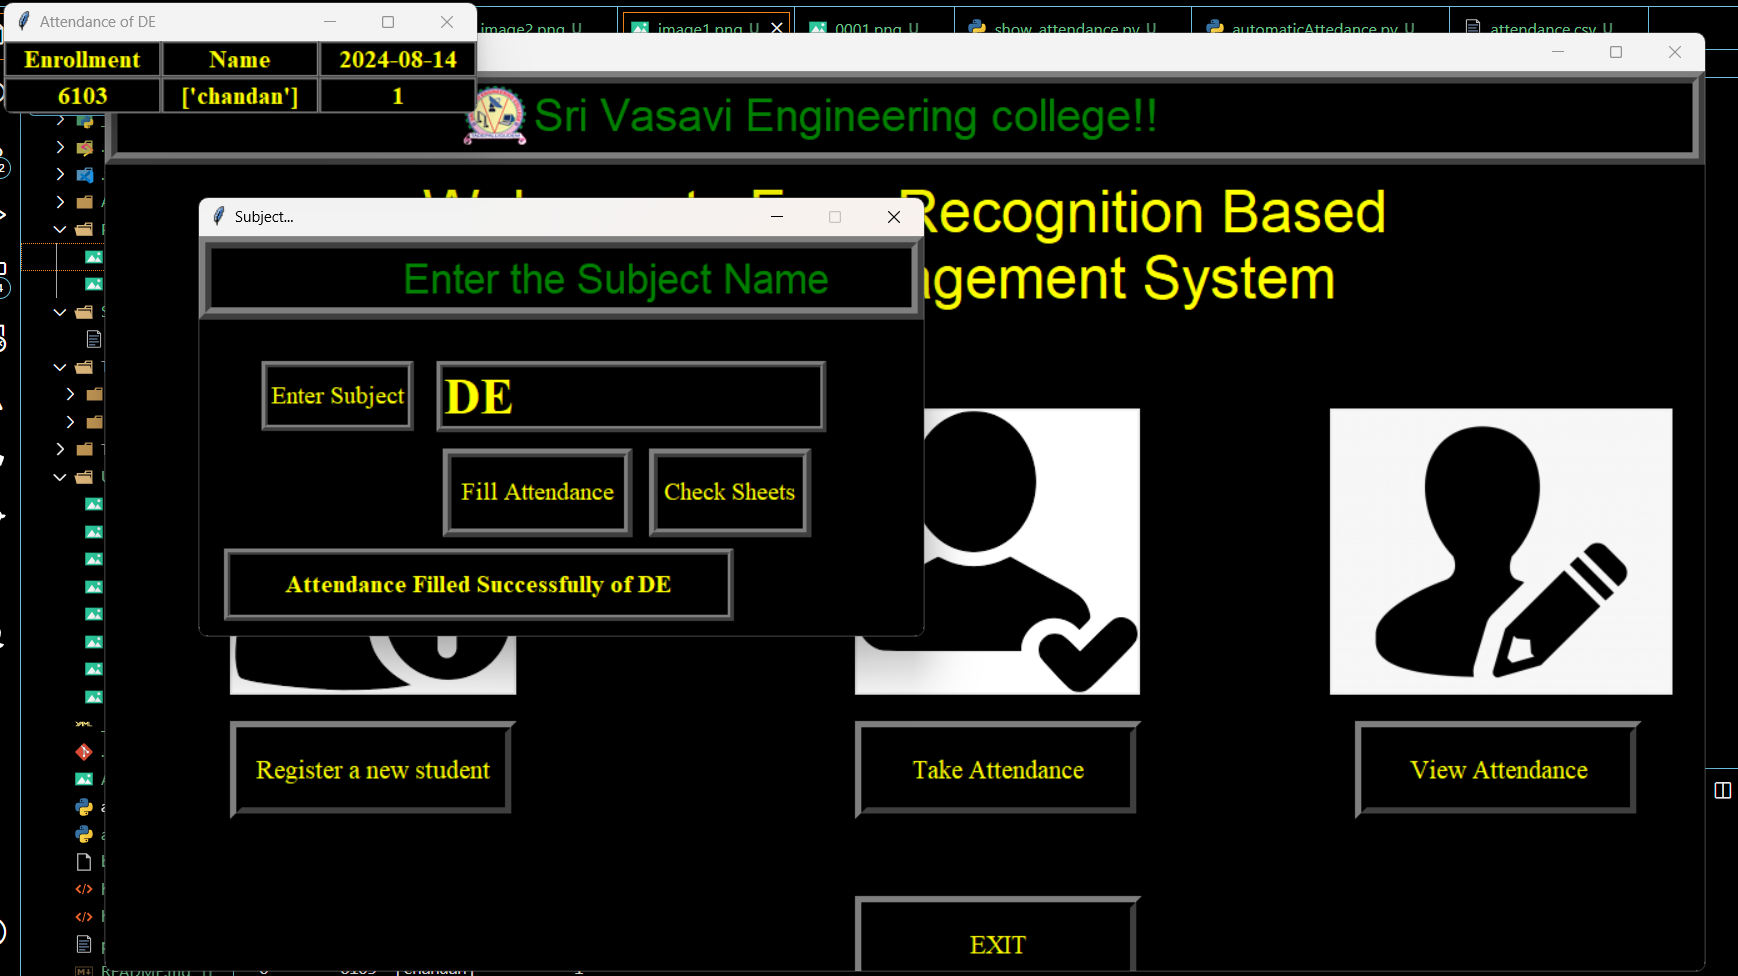 Attendance of DE
Enrollment Name 2024-08-14
6103 ['chandan'] 1
image2.png U
image1.png U
0001.png U
show_attendance.py U
automaticAttedance.py U
attendance.csv U
Sri Vasavi Engineering college!!
Recognition Based
agement System
Subject...
Enter the Subject Name
Enter Subject
DE
Fill Attendance
Check Sheets
Attendance Filled Successfully of DE
Register a new student
Take Attendance
View Attendance
EXIT
README.md U